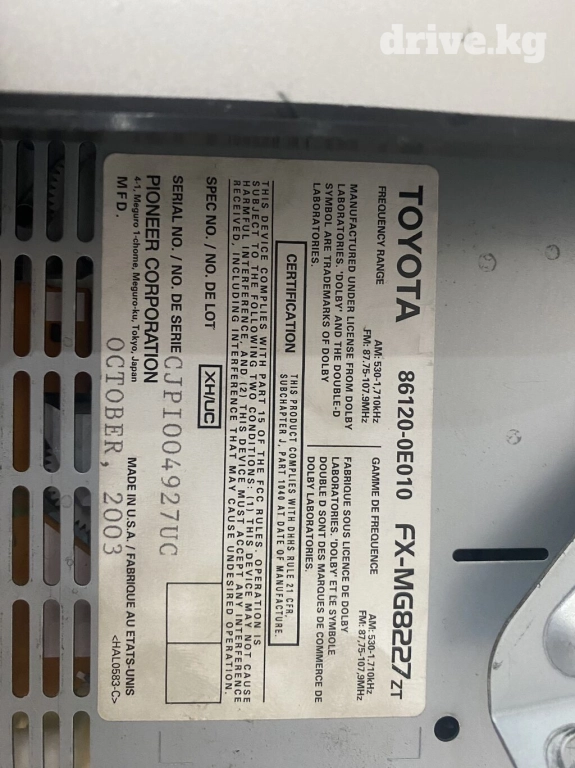 drive.kg
TOYOTA 86120-0E010 FX-MG8227 ZT
FREQUENCY RANGE AM: 530-1,710kHz
FM: 87.75-107.9MHz
GAMME DE FREQUENCE AM: 530-1,710kHz
FM: 87,75-107,9MHz
MANUFACTURED UNDER LICENSE FROM DOLBY
LABORATORIES. 'DOLBY' AND THE DOUBLE-D
SYMBOL ARE TRADEMARKS OF DOLBY
LABORATORIES.
FABRIQUE SOUS LICENCE DE DOLBY
LABORATORIES. 'DOLBY' ET LE SYMBOLE
DOUBLE D SONT DES MARQUES DE COMMERCE DE
DOLBY LABORATORIES.
CERTIFICATION
THIS PRODUCT COMPLIES WITH DHHS RULE 21 CFR,
SUBCHAPTER J, PART 1040 AT DATE OF MANUFACTURE.
THIS DEVICE COMPLIES WITH PART 15 OF THE FCC RULES. OPERATION IS
SUBJECT TO THE FOLLOWING TWO CONDITIONS: (1) THIS DEVICE MAY NOT CAUSE
HARMFUL INTERFERENCE, AND (2) THIS DEVICE MUST ACCEPT ANY INTERFERENCE
RECEIVED, INCLUDING INTERFERENCE THAT MAY CAUSE UNDESIRED OPERATION.
SPEC NO. / NO. DE LOT XH/UC
SERIAL NO. / NO. DE SERIE CJPI004927UC
PIONEER CORPORATION
4-1, Meguro 1-chome, Meguro-ku, Tokyo, Japan
MADE IN U.S.A. / FABRIQUE AU ETATS-UNIS
MFD. OCTOBER, 2003
<HAL0583-C>